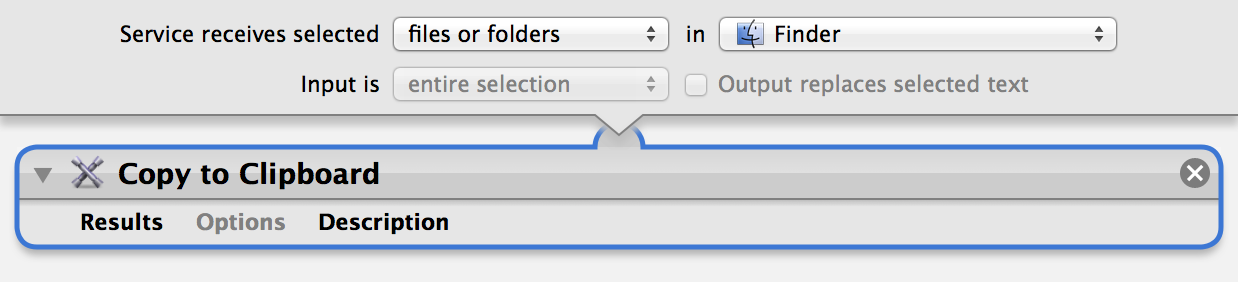 Service receives selected files or folders in Finder
Input is entire selection Output replaces selected text
Copy to Clipboard
Results Options Description